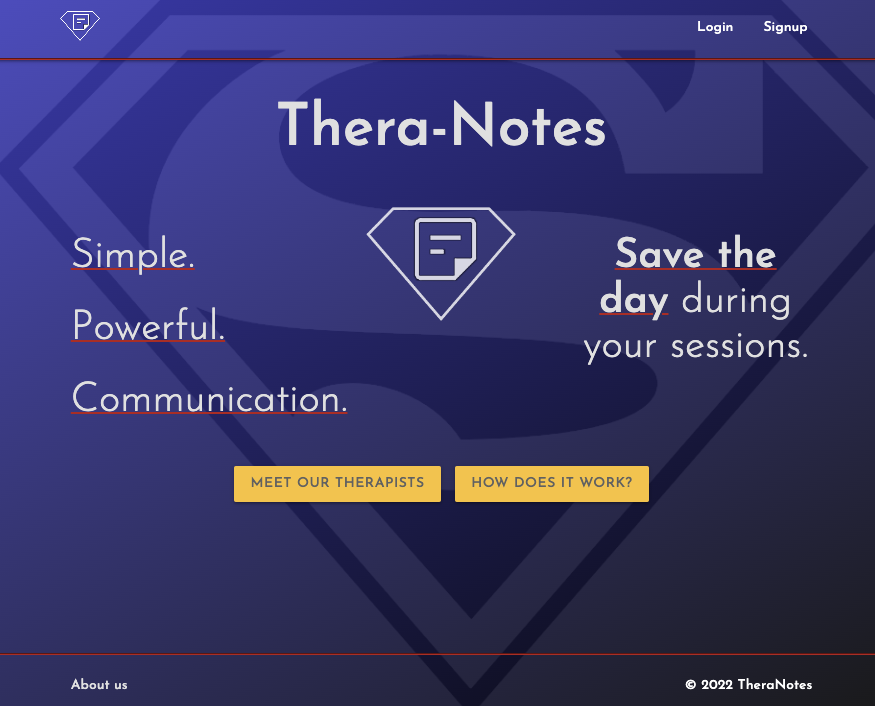 Login
Signup
Thera-Notes
Simple.
Powerful.
Communication.
Save the
day during
your sessions.
MEET OUR THERAPISTS
HOW DOES IT WORK?
About us
© 2022 TheraNotes